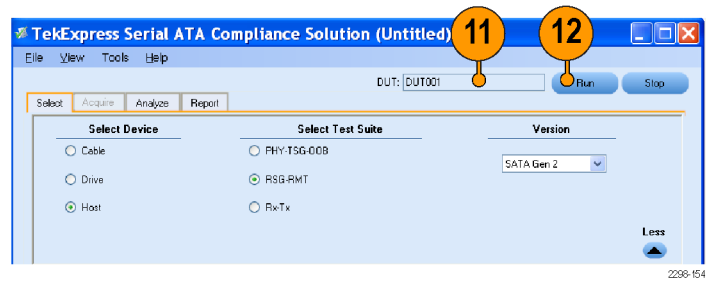 TekExpress Serial ATA Compliance Solution (Untitled)
11
12
File View Tools Help
DUT: DUT001
Run
Stop
Select Acquire Analyze Report
Select Device Select Test Suite Version
Cable PHY-TSG-OOB
SATA Gen 2
Drive RSG-RMT
Host Rx-Tx
Less
2298-154